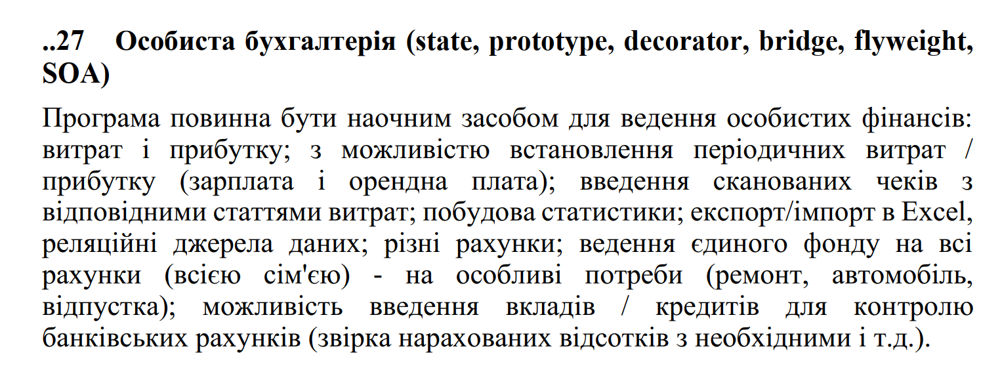 ..27 Особиста бухгалтерія (state, prototype, decorator, bridge, flyweight,
SOA)
Програма повинна бути наочним засобом для ведення особистих фінансів:
витрат і прибутку; з можливістю встановлення періодичних витрат /
прибутку (зарплата і орендна плата); введення сканованих чеків з
відповідними статтями витрат; побудова статистики; експорт/імпорт в Excel,
реляційні джерела даних; різні рахунки; ведення єдиного фонду на всі
рахунки (всією сім'єю) - на особливі потреби (ремонт, автомобіль,
відпустка); можливість введення вкладів / кредитів для контролю
банківських рахунків (звірка нарахованих відсотків з необхідними і т.д.).